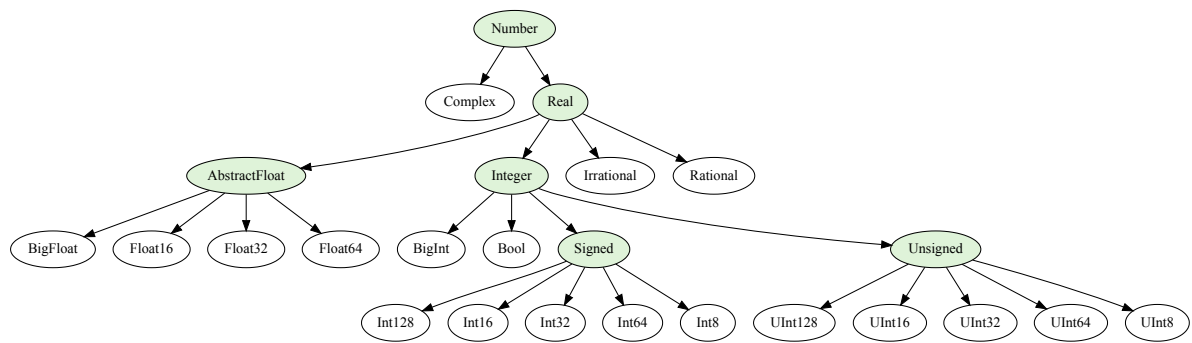 Number
Complex
Real
AbstractFloat
Integer
Irrational
Rational
BigFloat
Float16
Float32
Float64
BigInt
Bool
Signed
Unsigned
Int128
Int16
Int32
Int64
Int8
UInt128
UInt16
UInt32
UInt64
UInt8